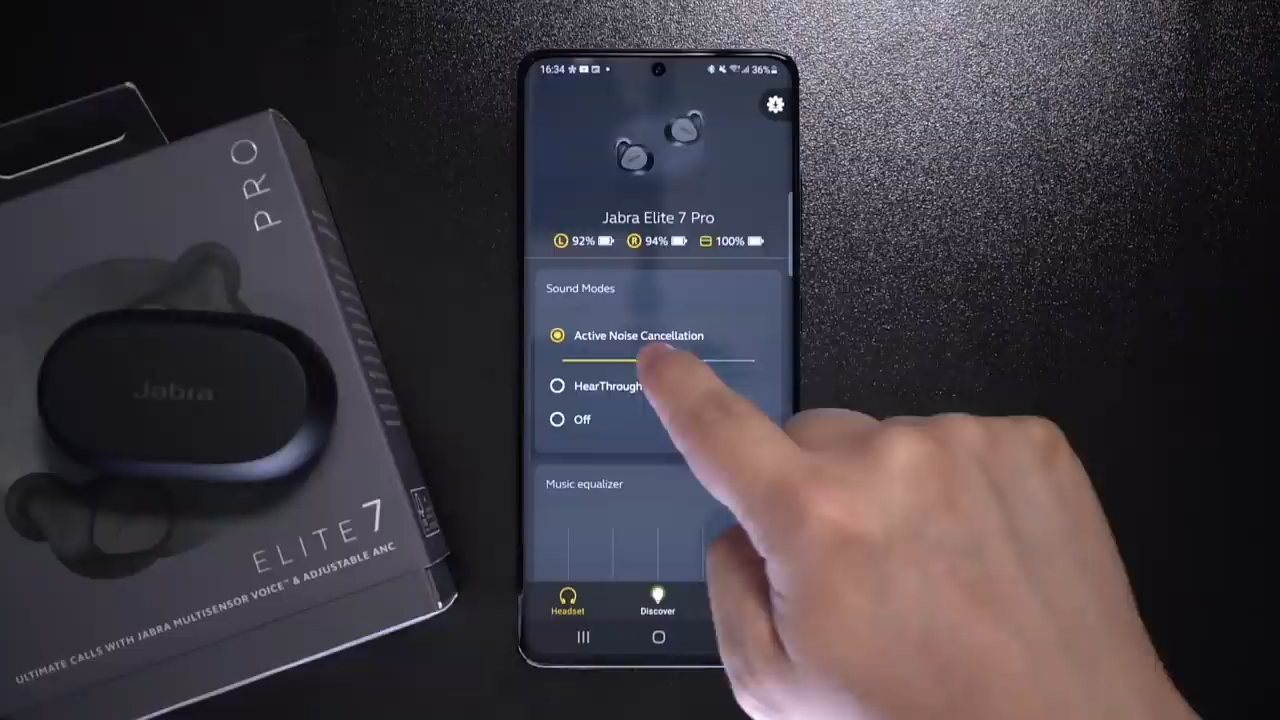 PRO
Jabra
ELITE 7
ULTIMATE CALLS WITH JABRA MULTISENSOR VOICE™ & ADJUSTABLE ANC
16:34 36%
Jabra Elite 7 Pro
L 92% R 94% 100%
Sound Modes
Active Noise Cancellation
HearThrough
Off
Music equalizer
Headset Discover